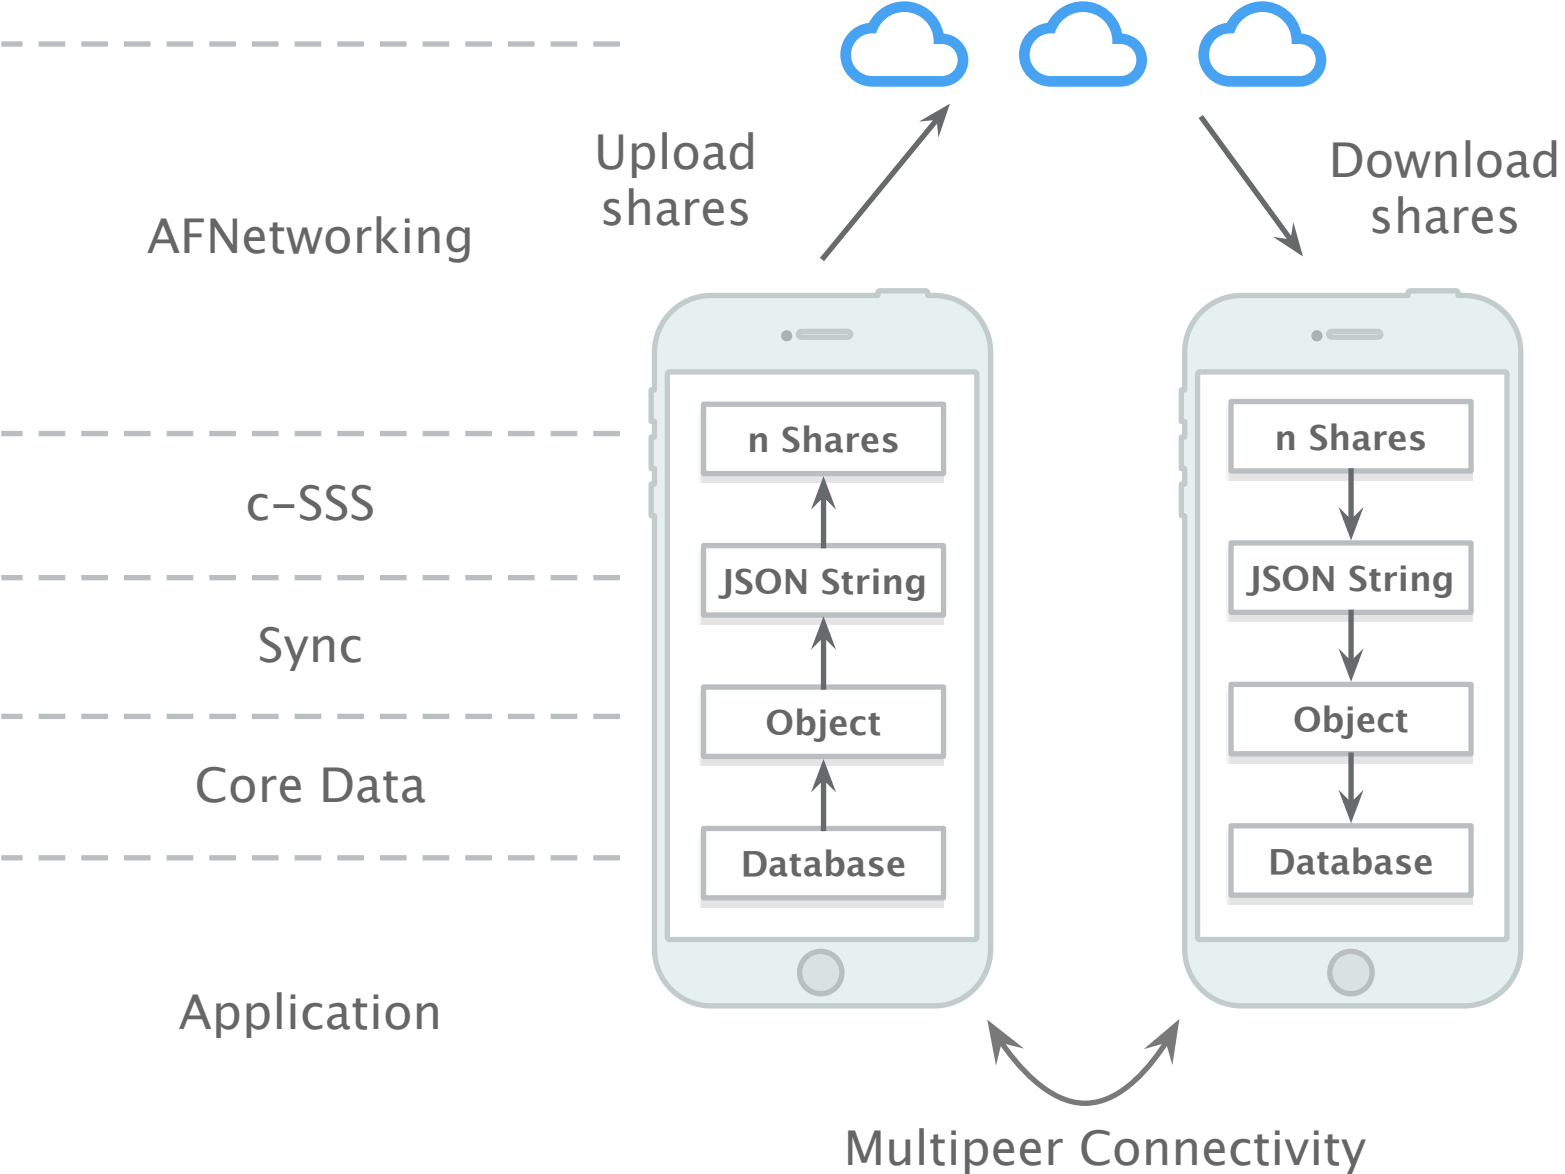 Upload
shares
Download
shares
AFNetworking
c-SSS
Sync
Core Data
Application
n Shares
JSON String
Object
Database
n Shares
JSON String
Object
Database
Multipeer Connectivity